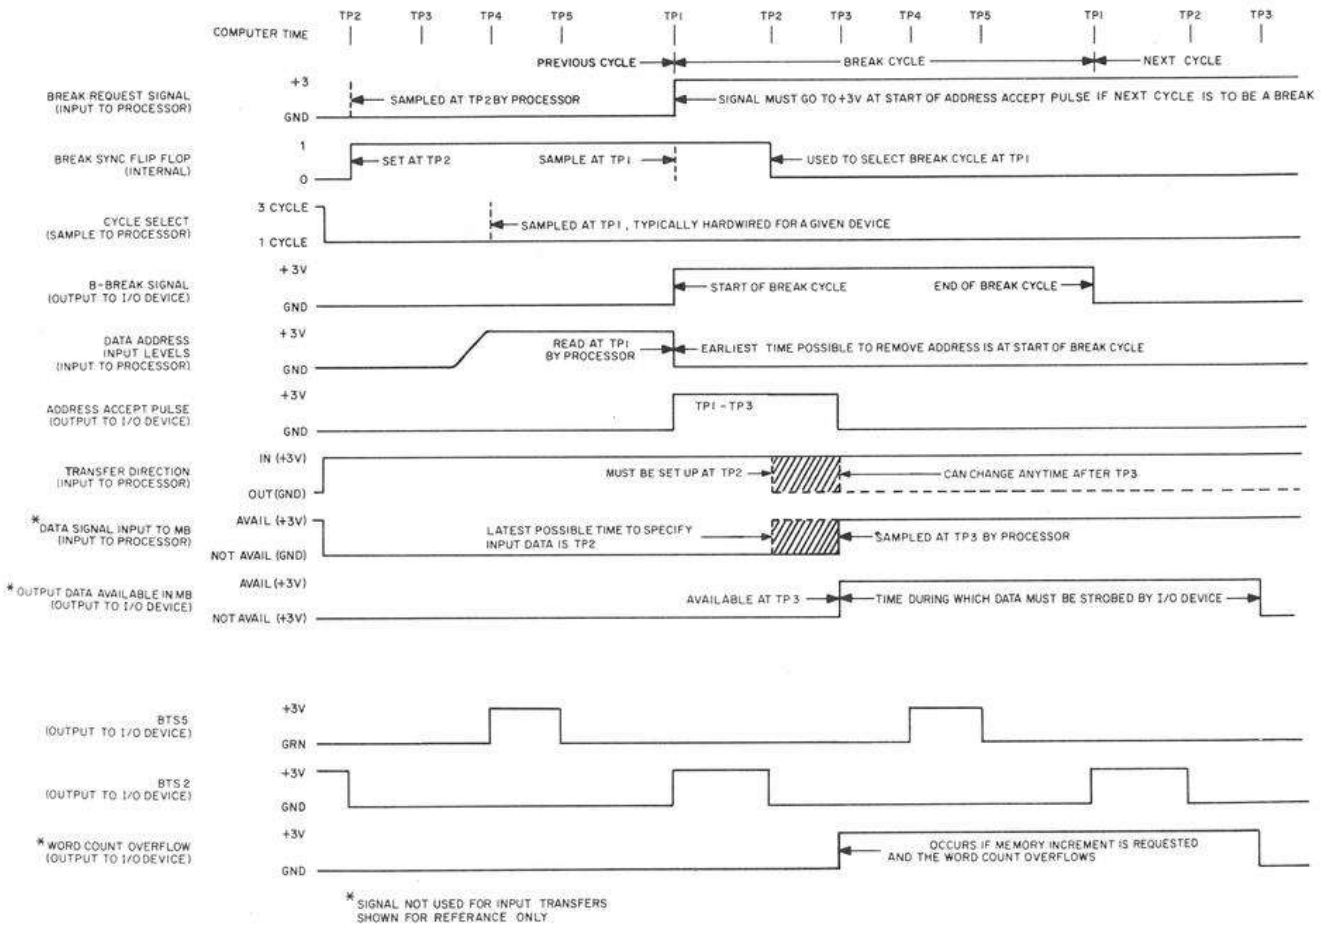 TP2 TP3 TP4 TP5 TP1 TP2 TP3 TP4 TP5 TP1 TP2 TP3
COMPUTER TIME
PREVIOUS CYCLE BREAK CYCLE NEXT CYCLE
BREAK REQUEST SIGNAL
(INPUT TO PROCESSOR)
+3
GND
SAMPLED AT TP2 BY PROCESSOR
SIGNAL MUST GO TO +3V AT START OF ADDRESS ACCEPT PULSE IF NEXT CYCLE IS TO BE A BREAK
BREAK SYNC FLIP FLOP
(INTERNAL)
1
0
SET AT TP2
SAMPLE AT TP1
USED TO SELECT BREAK CYCLE AT TP1
CYCLE SELECT
(SAMPLE TO PROCESSOR)
3 CYCLE
1 CYCLE
SAMPLED AT TP1, TYPICALLY HARDWIRED FOR A GIVEN DEVICE
B-BREAK SIGNAL
(OUTPUT TO I/O DEVICE)
+3V
GND
START OF BREAK CYCLE
END OF BREAK CYCLE
DATA ADDRESS
INPUT LEVELS
(INPUT TO PROCESSOR)
+3V
GND
READ AT TP1
BY PROCESSOR
EARLIEST TIME POSSIBLE TO REMOVE ADDRESS IS AT START OF BREAK CYCLE
ADDRESS ACCEPT PULSE
(OUTPUT TO I/O DEVICE)
+3V
GND
TP1-TP3
TRANSFER DIRECTION
(INPUT TO PROCESSOR)
IN (+3V)
OUT(GND)
MUST BE SET UP AT TP2
CAN CHANGE ANYTIME AFTER TP3
*DATA SIGNAL INPUT TO MB
(INPUT TO PROCESSOR)
AVAIL (+3V)
NOT AVAIL (GND)
LATEST POSSIBLE TIME TO SPECIFY
INPUT DATA IS TP2
SAMPLED AT TP3 BY PROCESSOR
*OUTPUT DATA AVAILABLE IN MB
(OUTPUT TO I/O DEVICE)
AVAIL (+3V)
NOT AVAIL (+3V)
AVAILABLE AT TP3
TIME DURING WHICH DATA MUST BE STROBED BY I/O DEVICE
BTS5
(OUTPUT TO I/O DEVICE)
+3V
GRN
BTS2
(OUTPUT TO I/O DEVICE)
+3V
GND
*WORD COUNT OVERFLOW
(OUTPUT TO I/O DEVICE)
+3V
GND
OCCURS IF MEMORY INCREMENT IS REQUESTED
AND THE WORD COUNT OVERFLOWS
*SIGNAL NOT USED FOR INPUT TRANSFERS
SHOWN FOR REFERANCE ONLY